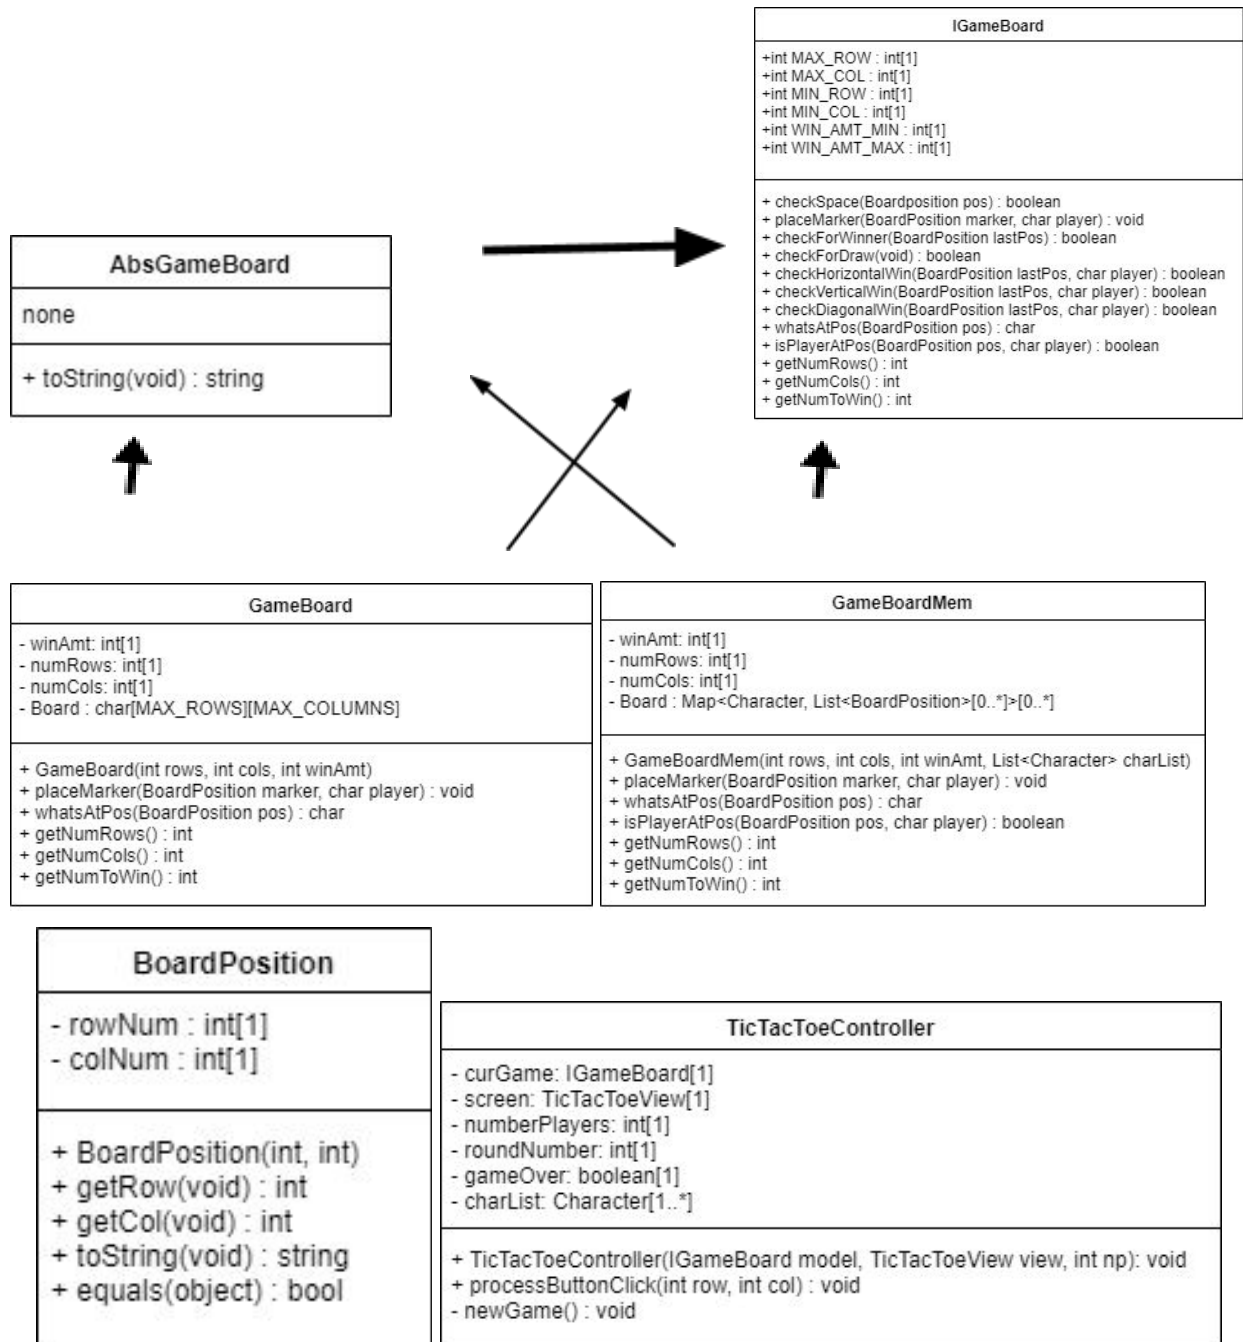 IGameBoard
+int MAX_ROW : int[1]
+int MAX_COL : int[1]
+int MIN_ROW : int[1]
+int MIN_COL : int[1]
+int WIN_AMT_MIN : int[1]
+int WIN_AMT_MAX : int[1]
+ checkSpace(Boardposition pos) : boolean
+ placeMarker(BoardPosition marker, char player) : void
+ checkForWinner(BoardPosition lastPos) : boolean
+ checkForDraw(void) : boolean
+ checkHorizontalWin(BoardPosition lastPos, char player) : boolean
+ checkVerticalWin(BoardPosition lastPos, char player) : boolean
+ checkDiagonalWin(BoardPosition lastPos, char player) : boolean
+ whatsAtPos(BoardPosition pos) : char
+ isPlayerAtPos(BoardPosition pos, char player) : boolean
+ getNumRows() : int
+ getNumCols() : int
+ getNumToWin() : int
AbsGameBoard
none
+ toString(void) : string
GameBoard
- winAmt: int[1]
- numRows: int[1]
- numCols: int[1]
- Board : char[MAX_ROWS][MAX_COLUMNS]
+ GameBoard(int rows, int cols, int winAmt)
+ placeMarker(BoardPosition marker, char player) : void
+ whatsAtPos(BoardPosition pos) : char
+ getNumRows() : int
+ getNumCols() : int
+ getNumToWin() : int
GameBoardMem
- winAmt: int[1]
- numRows: int[1]
- numCols: int[1]
- Board : Map<Character, List<BoardPosition>[0..*]>[0..*]
+ GameBoardMem(int rows, int cols, int winAmt, List<Character> charList)
+ placeMarker(BoardPosition marker, char player) : void
+ whatsAtPos(BoardPosition pos) : char
+ isPlayerAtPos(BoardPosition pos, char player) : boolean
+ getNumRows() : int
+ getNumCols() : int
+ getNumToWin() : int
BoardPosition
- rowNum : int[1]
- colNum : int[1]
+ BoardPosition(int, int)
+ getRow(void) : int
+ getCol(void) : int
+ toString(void) : string
+ equals(object) : bool
TicTacToeController
- curGame: IGameBoard[1]
- screen: TicTacToeView[1]
- numberPlayers: int[1]
- roundNumber: int[1]
- gameOver: boolean[1]
- charList: Character[1..*]
+ TicTacToeController(IGameBoard model, TicTacToeView view, int np): void
+ processButtonClick(int row, int col) : void
- newGame() : void